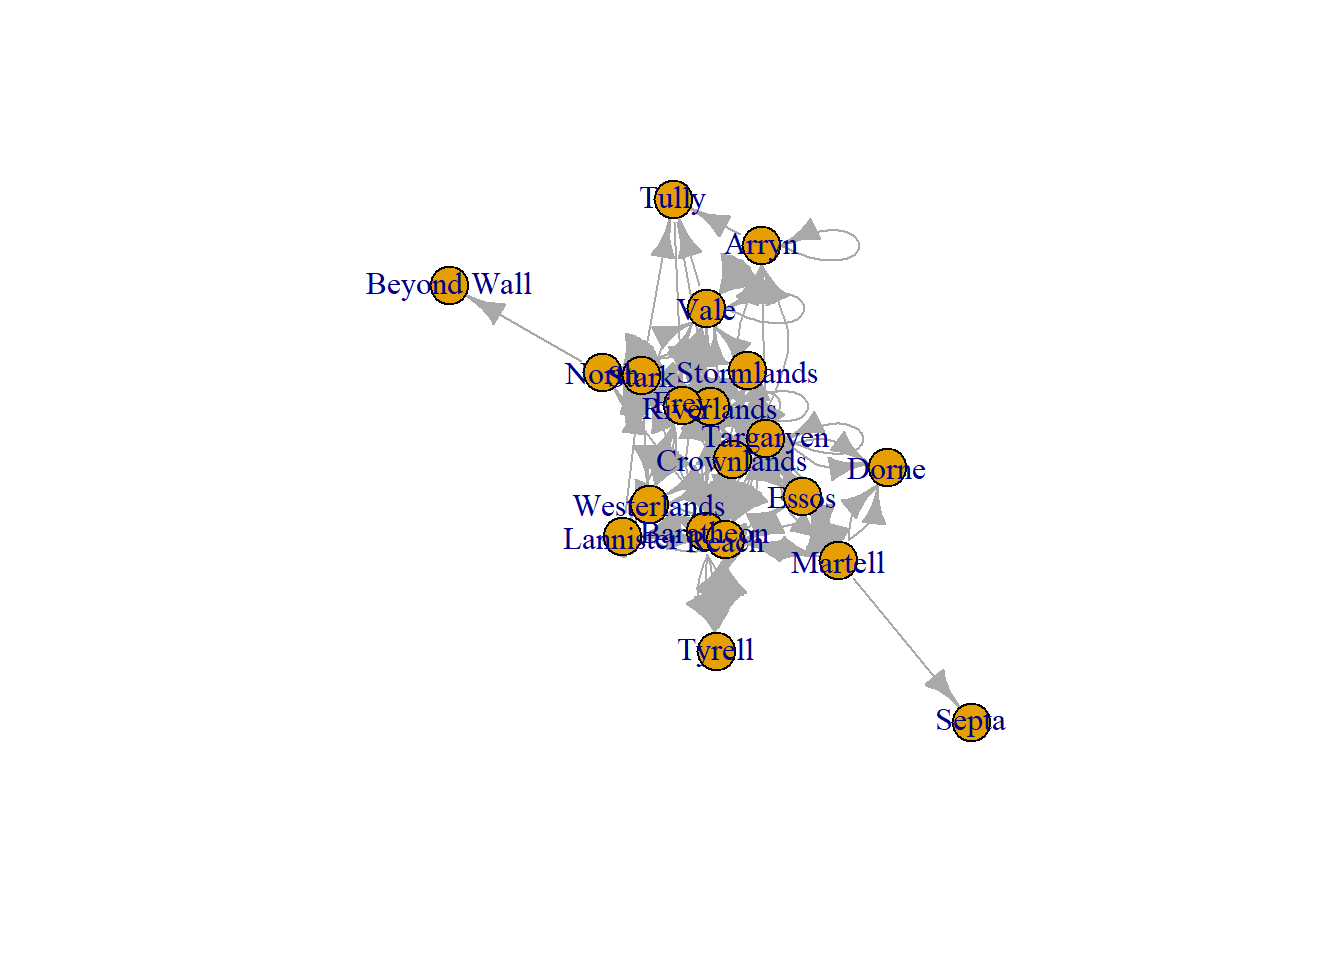 Tully
Arryn
Beyond Wall
Vale
North
Stark
Stormlands
Frey
Riverlands
Targaryen
Crownlands
Dorne
Essos
Westerlands
Baratheon
Lannister
Reach
Martell
Tyrell
Septa